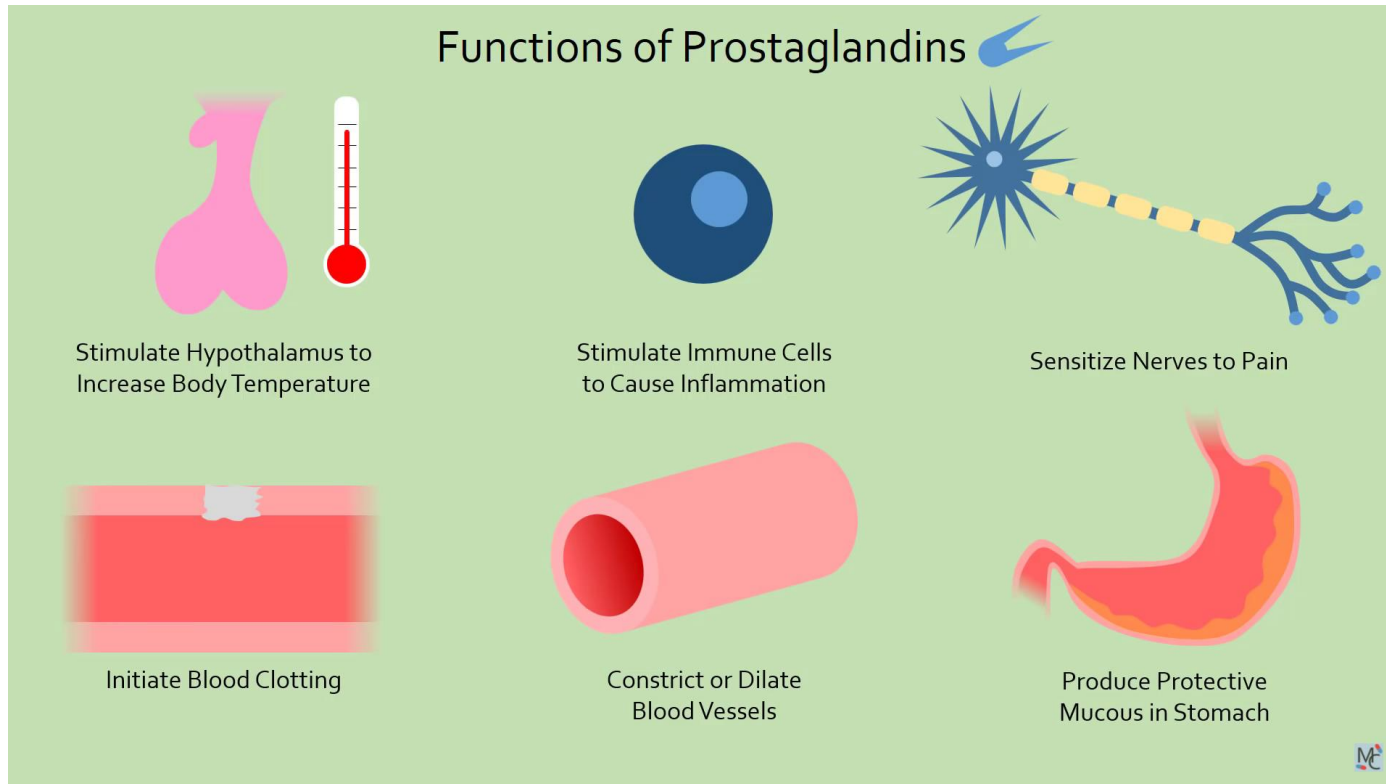 Functions of Prostaglandins
Stimulate Hypothalamus to
Increase Body Temperature
Stimulate Immune Cells
to Cause Inflammation
Sensitize Nerves to Pain
Initiate Blood Clotting
Constrict or Dilate
Blood Vessels
Produce Protective
Mucous in Stomach
MC